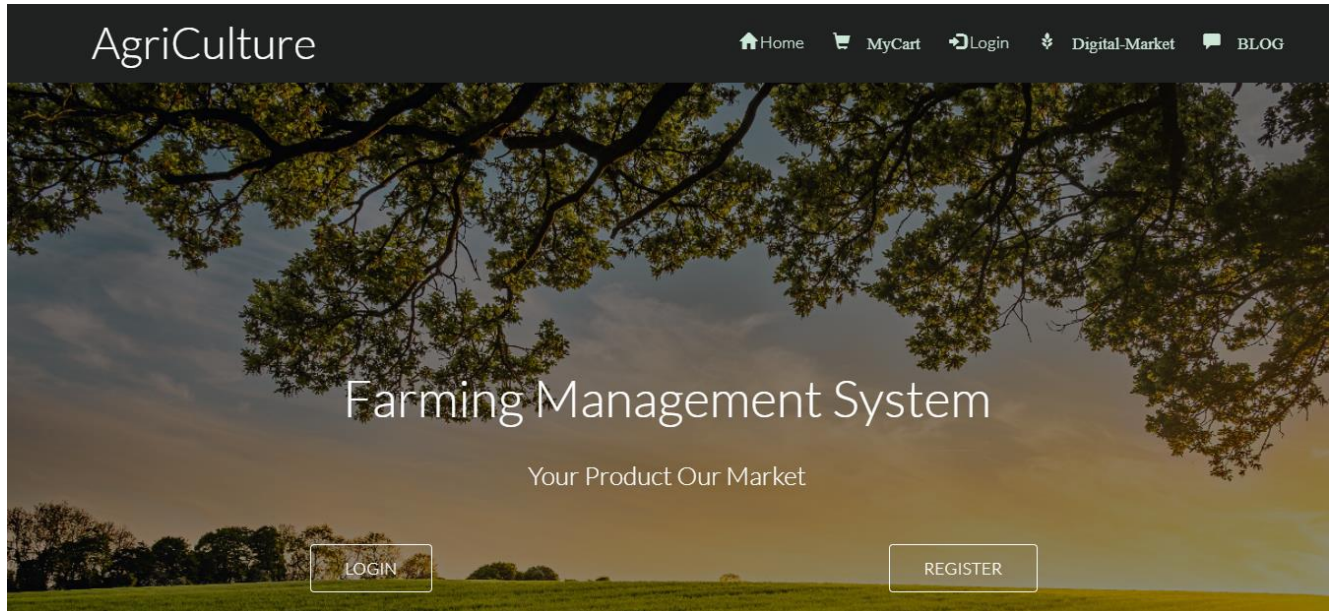 AgriCulture
Home MyCart Login Digital-Market BLOG
Farming Management System
Your Product Our Market
LOGIN REGISTER